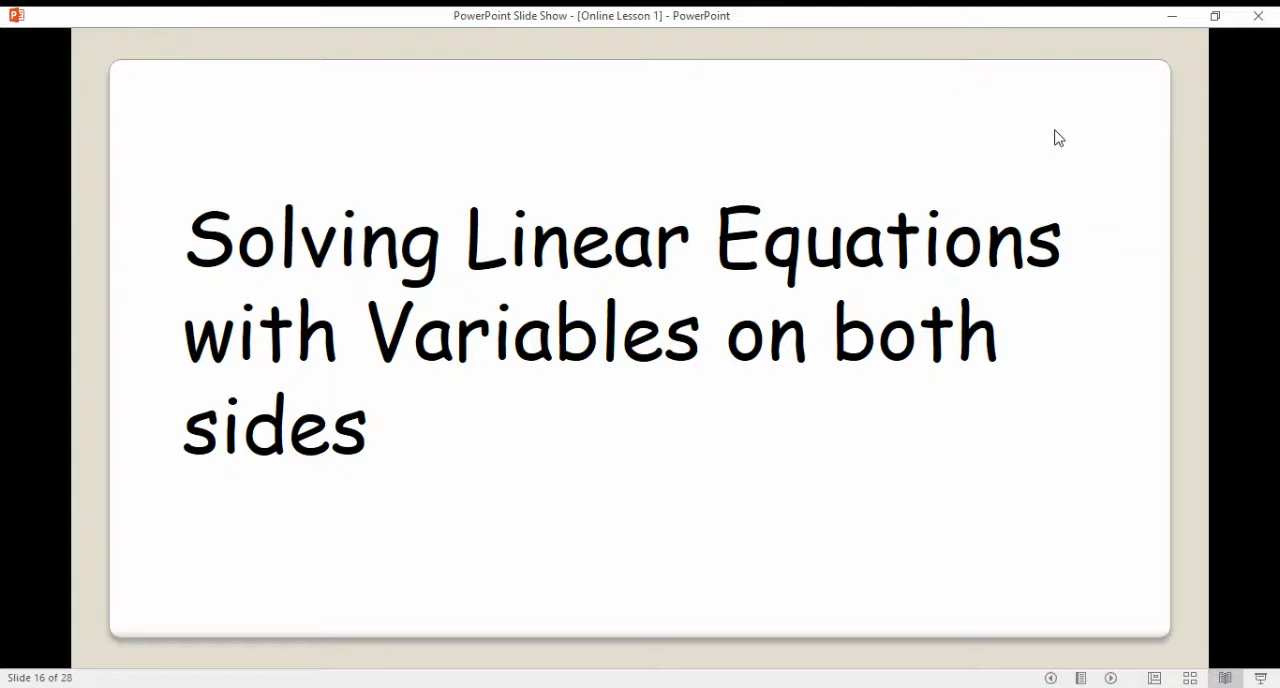 PowerPoint Slide Show - [Online Lesson 1] - PowerPoint
Solving Linear Equations
with Variables on both
sides
Slide 16 of 28